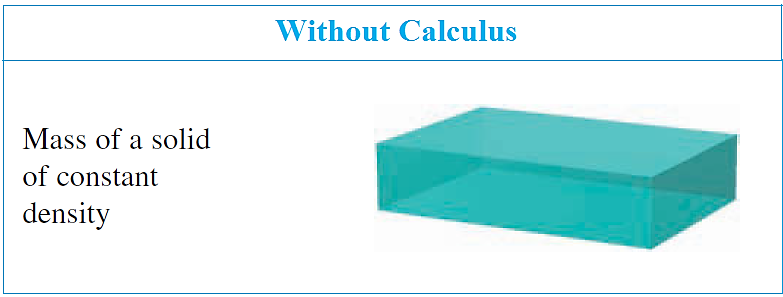 Without Calculus
Mass of a solid
of constant
density